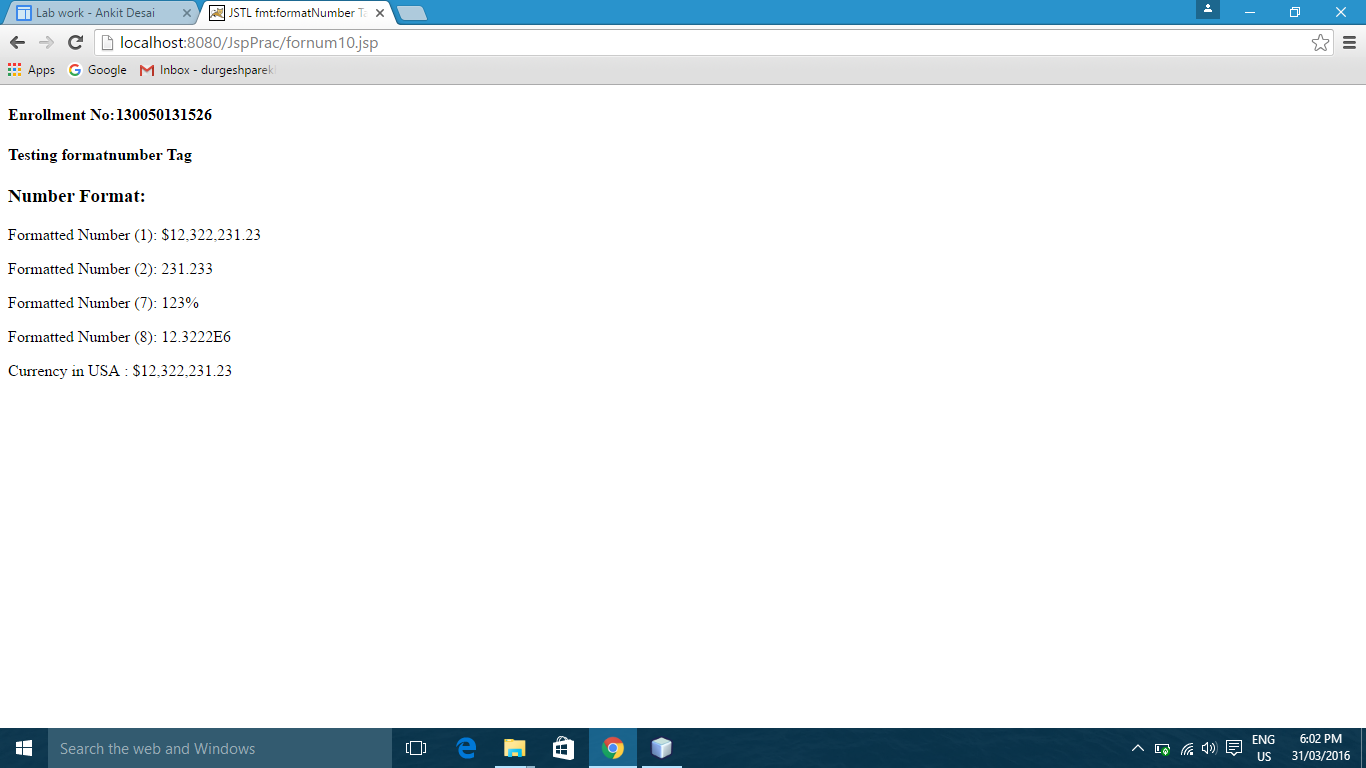 Lab work - Ankit Desai
JSTL fmt:formatNumber Ta
localhost:8080/JspPrac/fornum10.jsp
Apps
Google
Inbox - durgeshparek
Enrollment No:130050131526
Testing formatnumber Tag
Number Format:
Formatted Number (1): $12,322,231.23
Formatted Number (2): 231.233
Formatted Number (7): 123%
Formatted Number (8): 12.3222E6
Currency in USA : $12,322,231.23
Search the web and Windows
ENG
US
6:02 PM
31/03/2016